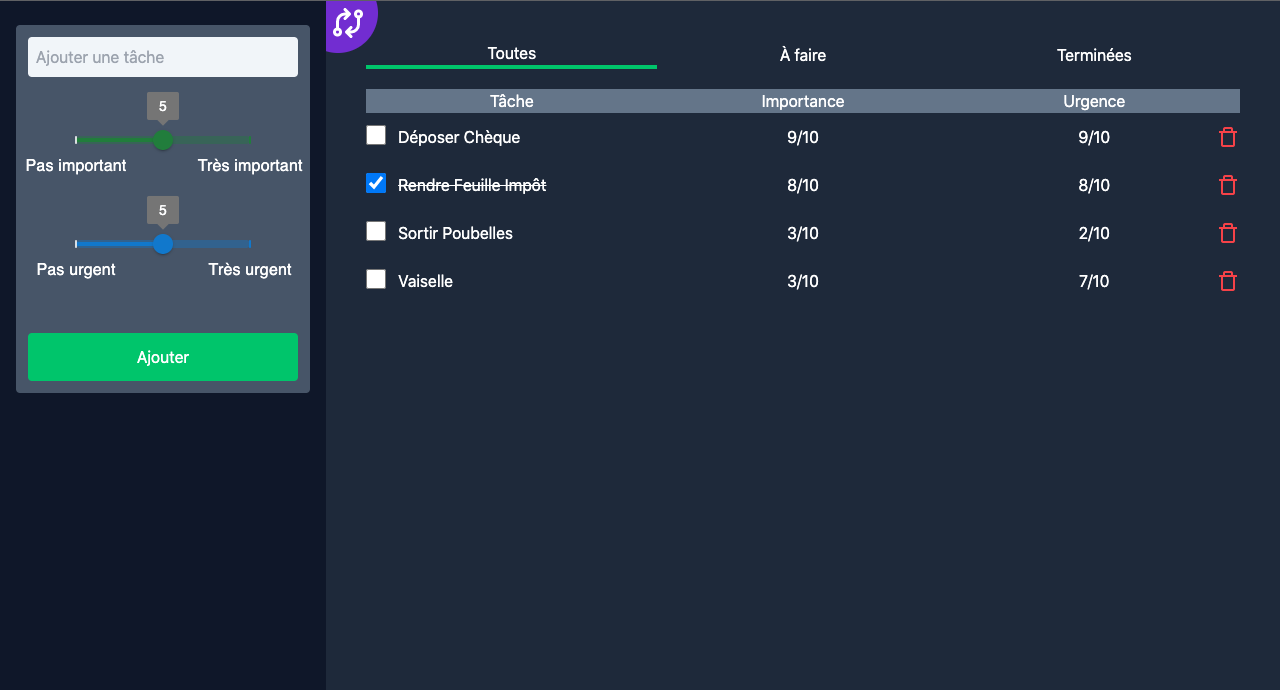 Ajouter une tâche
5
Pas important Très important
5
Pas urgent Très urgent
Ajouter
Toutes À faire Terminées
Tâche Importance Urgence
Déposer Chèque 9/10 9/10
Rendre Feuille Impôt 8/10 8/10
Sortir Poubelles 3/10 2/10
Vaiselle 3/10 7/10